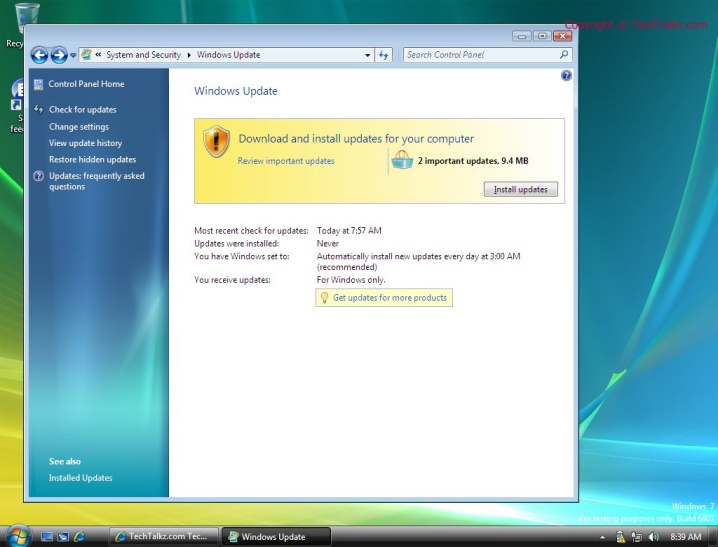 Copyright © TechTalkz.com
Recy
System and Security
Windows Update
Search Control Panel
Control Panel Home
Check for updates
Change settings
View update history
Restore hidden updates
Updates: frequently asked
questions
S
fee
Windows Update
Download and install updates for your computer
Review important updates
2 important updates, 9.4 MB
Install updates
Most recent check for updates: Today at 7:57 AM
Updates were installed: Never
You have Windows set to: Automatically install new updates every day at 3:00 AM
(recommended)
You receive updates: For Windows only.
Get updates for more products
See also
Installed Updates
Windows 7
For testing purposes only. Build 6801
TechTalkz.com Tec...
Windows Update
8:39 AM